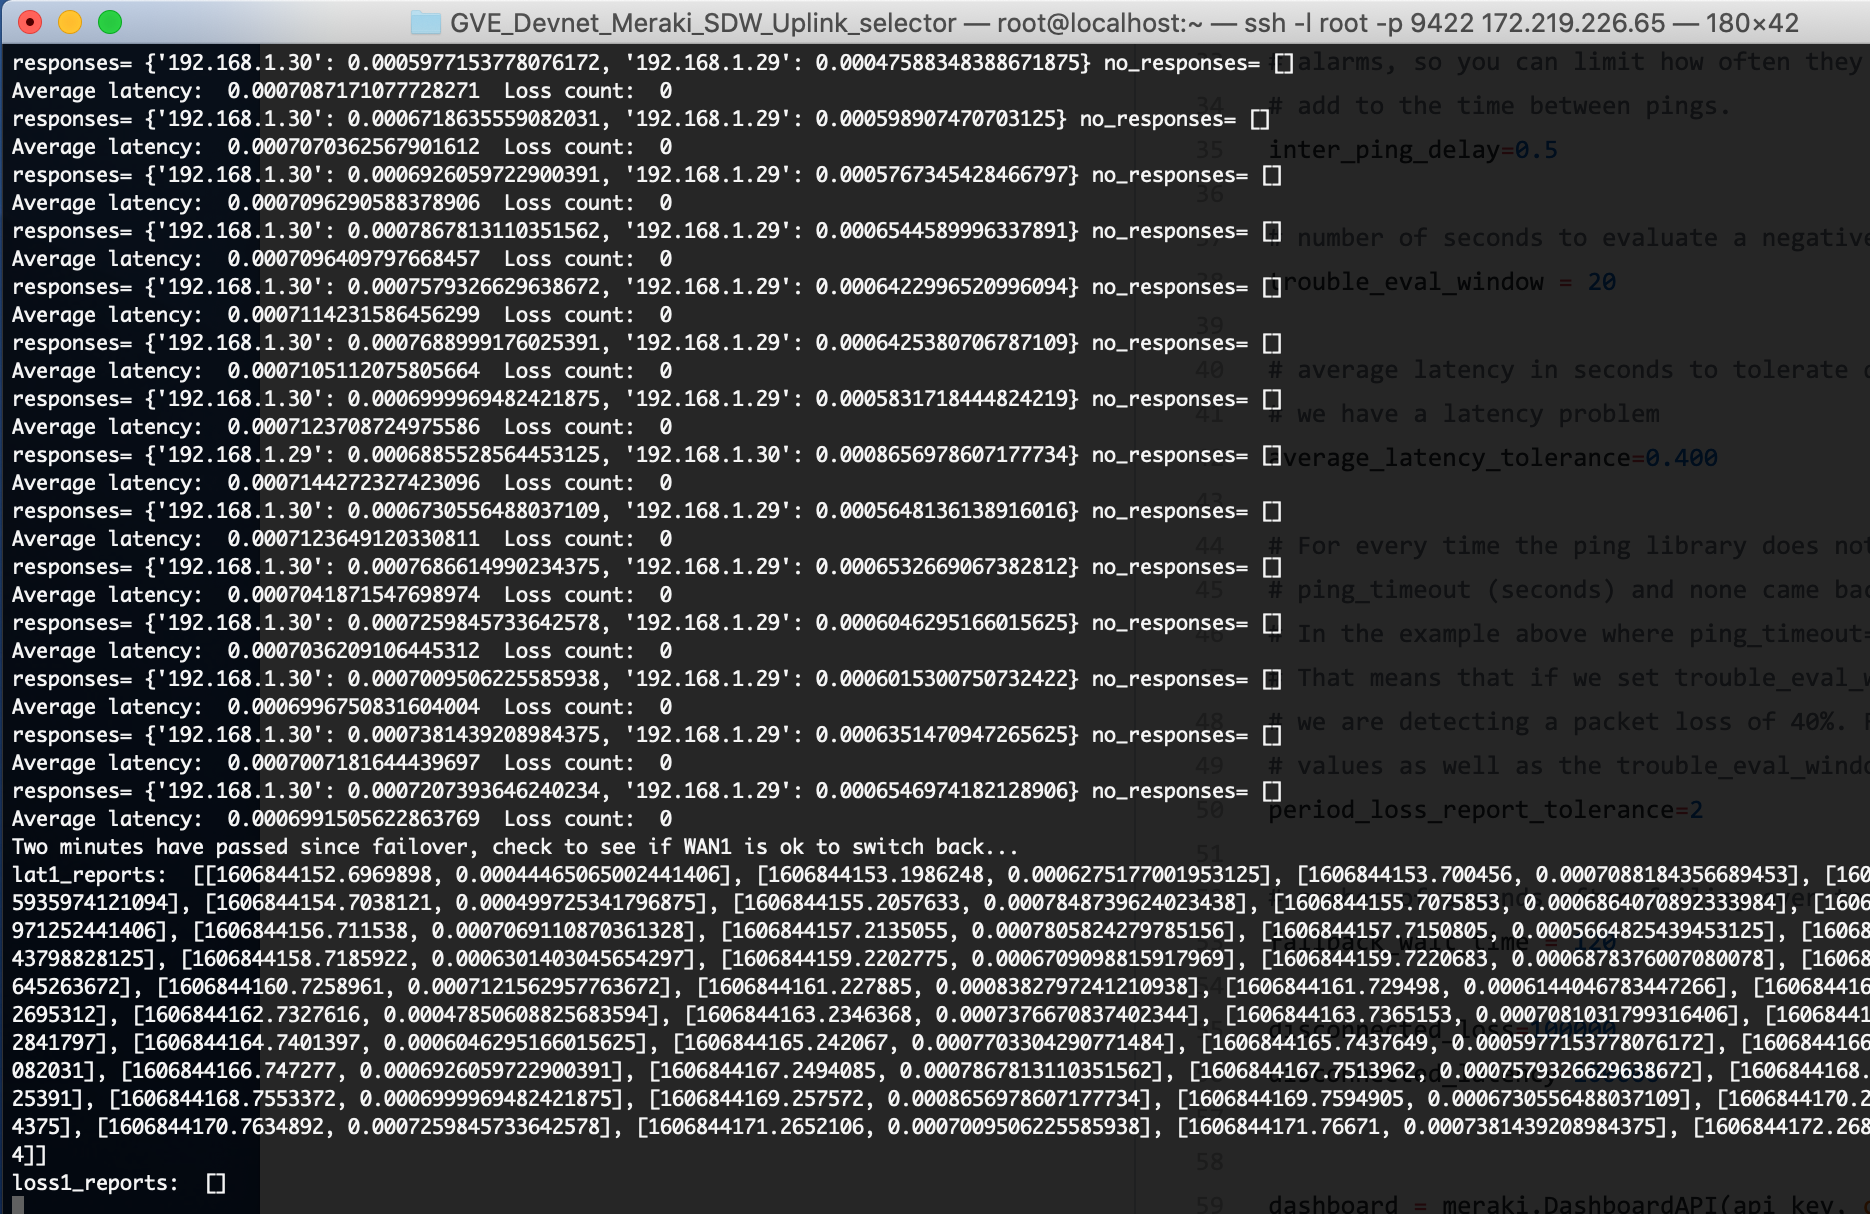 GVE_Devnet_Meraki_SDW_Uplink_selector — root@localhost:~ — ssh -l root -p 9422 172.219.226.65 — 180×42
responses= {'192.168.1.30': 0.0005977153778076172, '192.168.1.29': 0.00047588348388671875} no_responses= []
Average latency:  0.0007087171077728271  Loss count:  0
responses= {'192.168.1.30': 0.0006718635559082031, '192.168.1.29': 0.000598907470703125} no_responses= []
Average latency:  0.0007070362567901612  Loss count:  0
responses= {'192.168.1.30': 0.0006926059722900391, '192.168.1.29': 0.0005767345428466797} no_responses= []
Average latency:  0.0007096290588378906  Loss count:  0
responses= {'192.168.1.30': 0.0007867813110351562, '192.168.1.29': 0.0006544589996337891} no_responses= []
Average latency:  0.0007096409797668457  Loss count:  0
responses= {'192.168.1.30': 0.0007579326629638672, '192.168.1.29': 0.0006422996520996094} no_responses= []
Average latency:  0.0007114231586456299  Loss count:  0
responses= {'192.168.1.30': 0.0007688999176025391, '192.168.1.29': 0.0006425380706787109} no_responses= []
Average latency:  0.0007105112075805664  Loss count:  0
responses= {'192.168.1.30': 0.0006999969482421875, '192.168.1.29': 0.0005831718444824219} no_responses= []
Average latency:  0.0007123708724975586  Loss count:  0
responses= {'192.168.1.29': 0.0006885528564453125, '192.168.1.30': 0.0008656978607177734} no_responses= []
Average latency:  0.0007144272327423096  Loss count:  0
responses= {'192.168.1.30': 0.0006730556488037109, '192.168.1.29': 0.0005648136138916016} no_responses= []
Average latency:  0.0007123649120330811  Loss count:  0
responses= {'192.168.1.30': 0.0007686614990234375, '192.168.1.29': 0.0006532669067382812} no_responses= []
Average latency:  0.0007041871547698974  Loss count:  0
responses= {'192.168.1.30': 0.0007259845733642578, '192.168.1.29': 0.0006046295166015625} no_responses= []
Average latency:  0.0007036209106445312  Loss count:  0
responses= {'192.168.1.30': 0.0007009506225585938, '192.168.1.29': 0.0006015300750732422} no_responses= []
Average latency:  0.0006996750831604004  Loss count:  0
responses= {'192.168.1.30': 0.0007381439208984375, '192.168.1.29': 0.0006351470947265625} no_responses= []
Average latency:  0.0007007181644439697  Loss count:  0
responses= {'192.168.1.30': 0.0007207393646240234, '192.168.1.29': 0.0006546974182128906} no_responses= []
Average latency:  0.0006991505622863769  Loss count:  0
Two minutes have passed since failover, check to see if WAN1 is ok to switch back...
lat1_reports:  [[1606844152.6969898, 0.00044465065002441406], [1606844153.1986248, 0.0006275177001953125], [1606844153.700456, 0.0007088184356689453], [160
5935974121094], [1606844154.7038121, 0.000499725341796875], [1606844155.2057633, 0.0007848739624023438], [1606844155.7075853, 0.0006864070892333984], [1606
971252441406], [1606844156.711538, 0.0007069110870361328], [1606844157.2135055, 0.0007805824279785156], [1606844157.7150805, 0.0005664825439453125], [16068
43798828125], [1606844158.7185922, 0.0006301403045654297], [1606844159.2202775, 0.0006709098815917969], [1606844159.7220683, 0.0006878376007080078], [16068
645263672], [1606844160.7258961, 0.0007121562957763672], [1606844161.227885, 0.0008382797241210938], [1606844161.729498, 0.0006144046783447266], [160684416
2695312], [1606844162.7327616, 0.00047850608825683594], [1606844163.2346368, 0.0007376670837402344], [1606844163.7365153, 0.0007081031799316406], [16068441
2841797], [1606844164.7401397, 0.0006046295166015625], [1606844165.242067, 0.0007703304290771484], [1606844165.7437649, 0.0005977153778076172], [1606844166
082031], [1606844166.747277, 0.0006926059722900391], [1606844167.2494085, 0.0007867813110351562], [1606844167.7513962, 0.0007579326629638672], [1606844168.
25391], [1606844168.7553372, 0.0006999969482421875], [1606844169.257572, 0.0008656978607177734], [1606844169.7594905, 0.0006730556488037109], [1606844170.2
4375], [1606844170.7634892, 0.0007259845733642578], [1606844171.2652106, 0.0007009506225585938], [1606844171.76671, 0.0007381439208984375], [1606844172.268
4]]
loss1_reports:  []
# alarms, so you can limit how often they
34 # add to the time between pings.
35 inter_ping_delay=0.5
36
# number of seconds to evaluate a negative
trouble_eval_window = 20
39
40 # average latency in seconds to tolerate
41 # we have a latency problem
average_latency_tolerance=0.400
43
44 # For every time the ping library does not
45 # ping_timeout (seconds) and none came bac
46 # In the example above where ping_timeout=
# That means that if we set trouble_eval_w
48 # we are detecting a packet loss of 40%.
49 # values as well as the trouble_eval_windo
50 period_loss_report_tolerance=2
51
fallback_wait_time = 120
disconnected_loss=100000
58
59 dashboard = meraki.DashboardAPI(api_key,